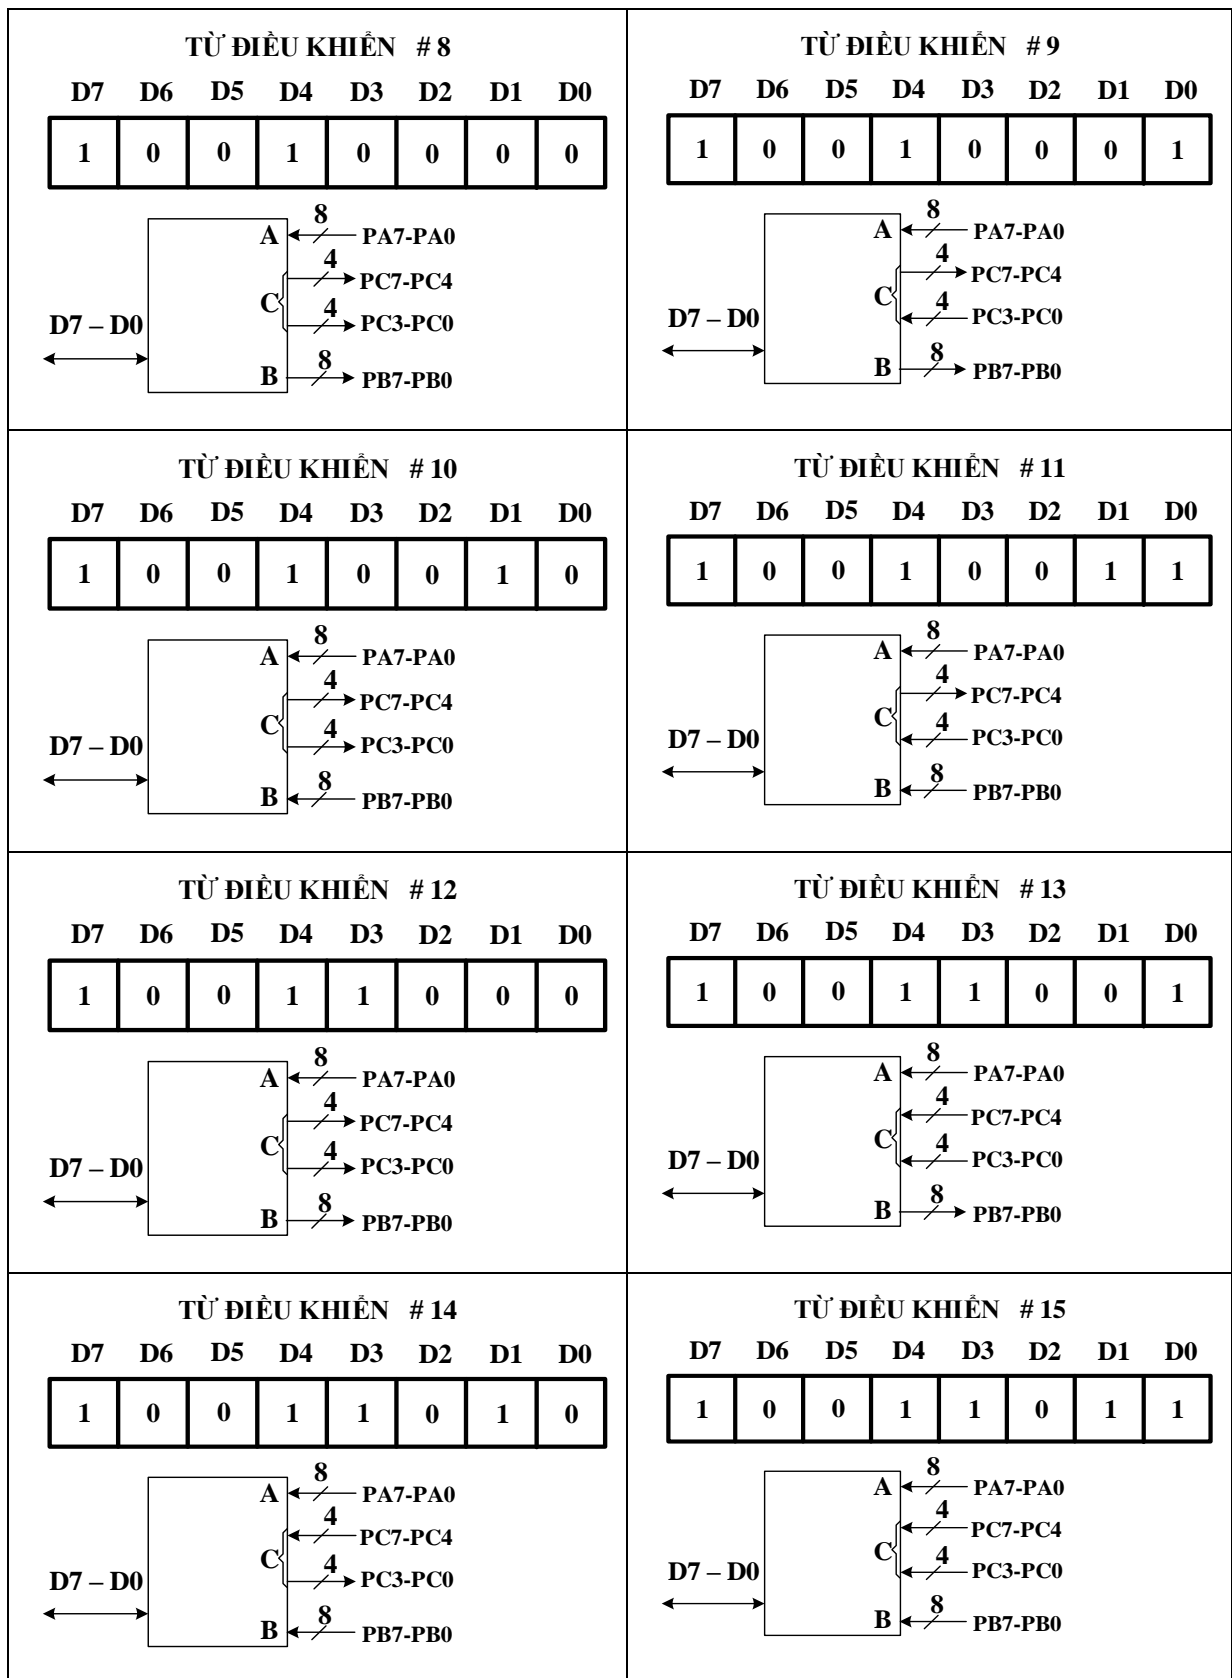 TỪ ĐIỀU KHIỂN # 8
D7 D6 D5 D4 D3 D2 D1 D0
1 0 0 1 0 0 0 0
8
A PA7-PA0
4
PC7-PC4
C
4
D7 – D0 PC3-PC0
8
B PB7-PB0
TỪ ĐIỀU KHIỂN # 9
D7 D6 D5 D4 D3 D2 D1 D0
1 0 0 1 0 0 0 1
8
A PA7-PA0
4
PC7-PC4
C
4
D7 – D0 PC3-PC0
8
B PB7-PB0
TỪ ĐIỀU KHIỂN # 10
D7 D6 D5 D4 D3 D2 D1 D0
1 0 0 1 0 0 1 0
8
A PA7-PA0
4
PC7-PC4
C
4
D7 – D0 PC3-PC0
8
B PB7-PB0
TỪ ĐIỀU KHIỂN # 11
D7 D6 D5 D4 D3 D2 D1 D0
1 0 0 1 0 0 1 1
8
A PA7-PA0
4
PC7-PC4
C
4
D7 – D0 PC3-PC0
8
B PB7-PB0
TỪ ĐIỀU KHIỂN # 12
D7 D6 D5 D4 D3 D2 D1 D0
1 0 0 1 1 0 0 0
8
A PA7-PA0
4
PC7-PC4
C
4
D7 – D0 PC3-PC0
8
B PB7-PB0
TỪ ĐIỀU KHIỂN # 13
D7 D6 D5 D4 D3 D2 D1 D0
1 0 0 1 1 0 0 1
8
A PA7-PA0
4
PC7-PC4
C
4
D7 – D0 PC3-PC0
8
B PB7-PB0
TỪ ĐIỀU KHIỂN # 14
D7 D6 D5 D4 D3 D2 D1 D0
1 0 0 1 1 0 1 0
8
A PA7-PA0
4
PC7-PC4
C
4
D7 – D0 PC3-PC0
8
B PB7-PB0
TỪ ĐIỀU KHIỂN # 15
D7 D6 D5 D4 D3 D2 D1 D0
1 0 0 1 1 0 1 1
8
A PA7-PA0
4
PC7-PC4
C
4
D7 – D0 PC3-PC0
8
B PB7-PB0